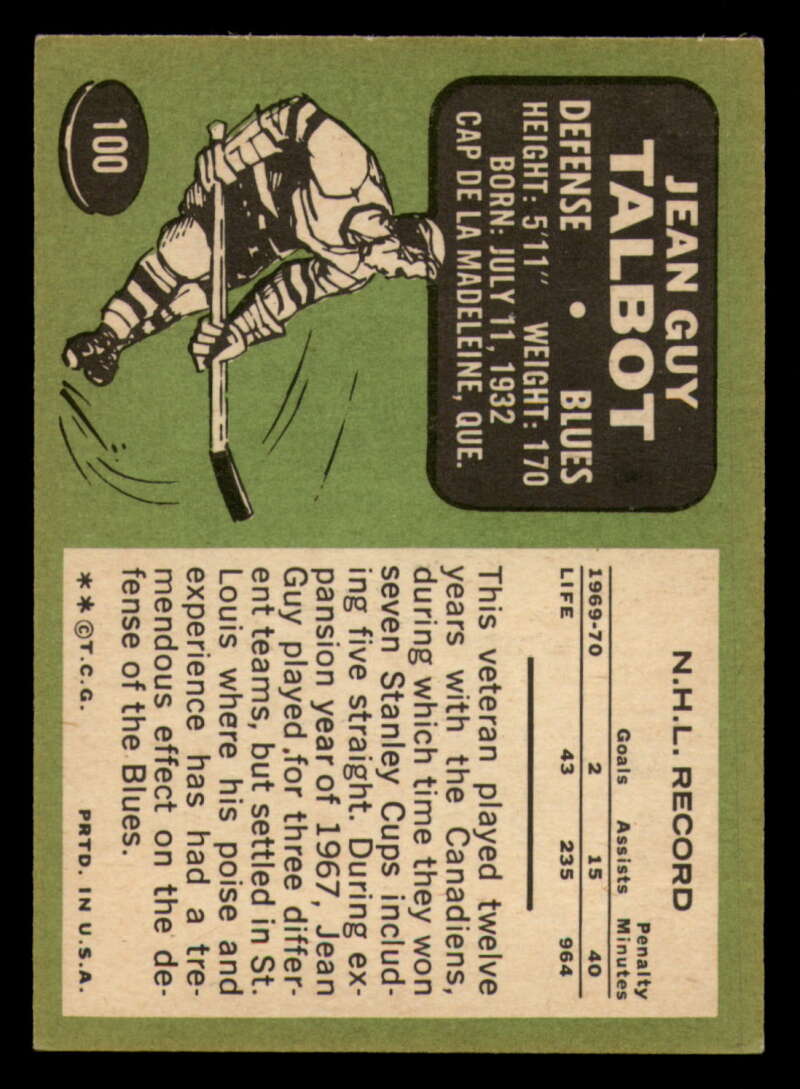 100
JEAN GUY
TALBOT
DEFENSE • BLUES
HEIGHT: 5'11" WEIGHT: 170
BORN: JULY 11, 1932
CAP DE LA MADELEINE, QUE.
N.H.L. RECORD
Penalty
Goals Assists Minutes
1969-70 2 15 40
LIFE- 43 235 964
This veteran played twelve
years with the Canadiens,
during which time they won
seven Stanley Cups includ-
ing five straight. During ex-
pansion year of 1967, Jean
Guy played for three differ-
ent teams, but settled in St.
Louis where his poise and
experience has had a tre-
mendous effect on the de-
fense of the Blues.
**©T.C.G. PRTD. IN U.S.A.